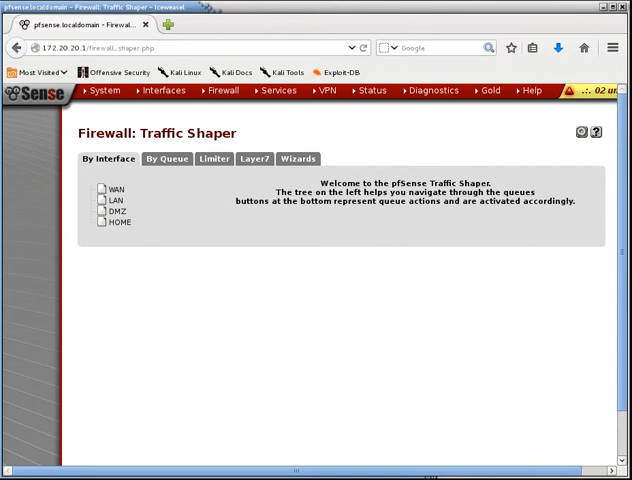 pfsense.localdomain - Firewall: Traffic Shaper - Iceweasel
pfsense.localdomain - Firewal...
172.20.20.1/firewall_shaper.php
Google
Most Visited
Offensive Security
Kali Linux
Kali Docs
Kali Tools
Exploit-DB
Sense
System
Interfaces
Firewall
Services
VPN
Status
Diagnostics
Gold
Help
.:. 02 un
Firewall: Traffic Shaper
By Interface
By Queue
Limiter
Layer7
Wizards
WAN
LAN
DMZ
HOME
Welcome to the pfSense Traffic Shaper.
The tree on the left helps you navigate through the queues
buttons at the bottom represent queue actions and are activated accordingly.